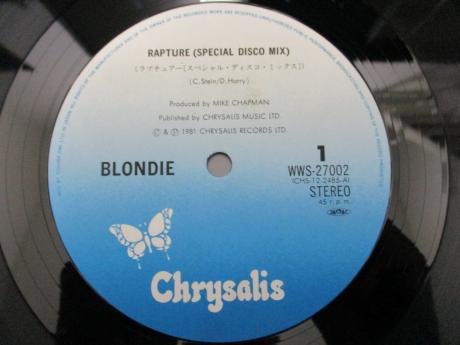 RAPTURE (SPECIAL DISCO MIX)
(ラプチュアー〔スペシャル・ディスコ・ミックス〕)
(C.Stein/D.Harry)
Produced by MIKE CHAPMAN
Published by CHRYSALIS MUSIC LTD.
© & ℗ 1981 CHRYSALIS RECORDS LTD.
BLONDIE
1
WWS-27002
(CHS-12-2485-A)
STEREO
45 r.p.m.
Chrysalis